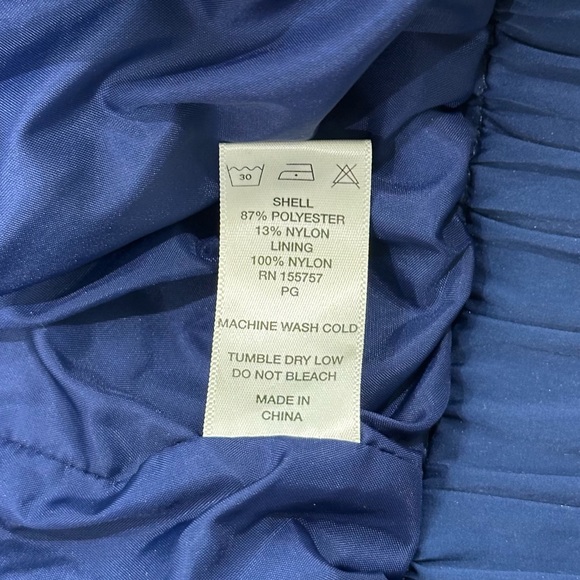 30
SHELL
87% POLYESTER
13% NYLON
LINING
100% NYLON
RN 155757
PG
MACHINE WASH COLD
TUMBLE DRY LOW
DO NOT BLEACH
MADE IN
CHINA